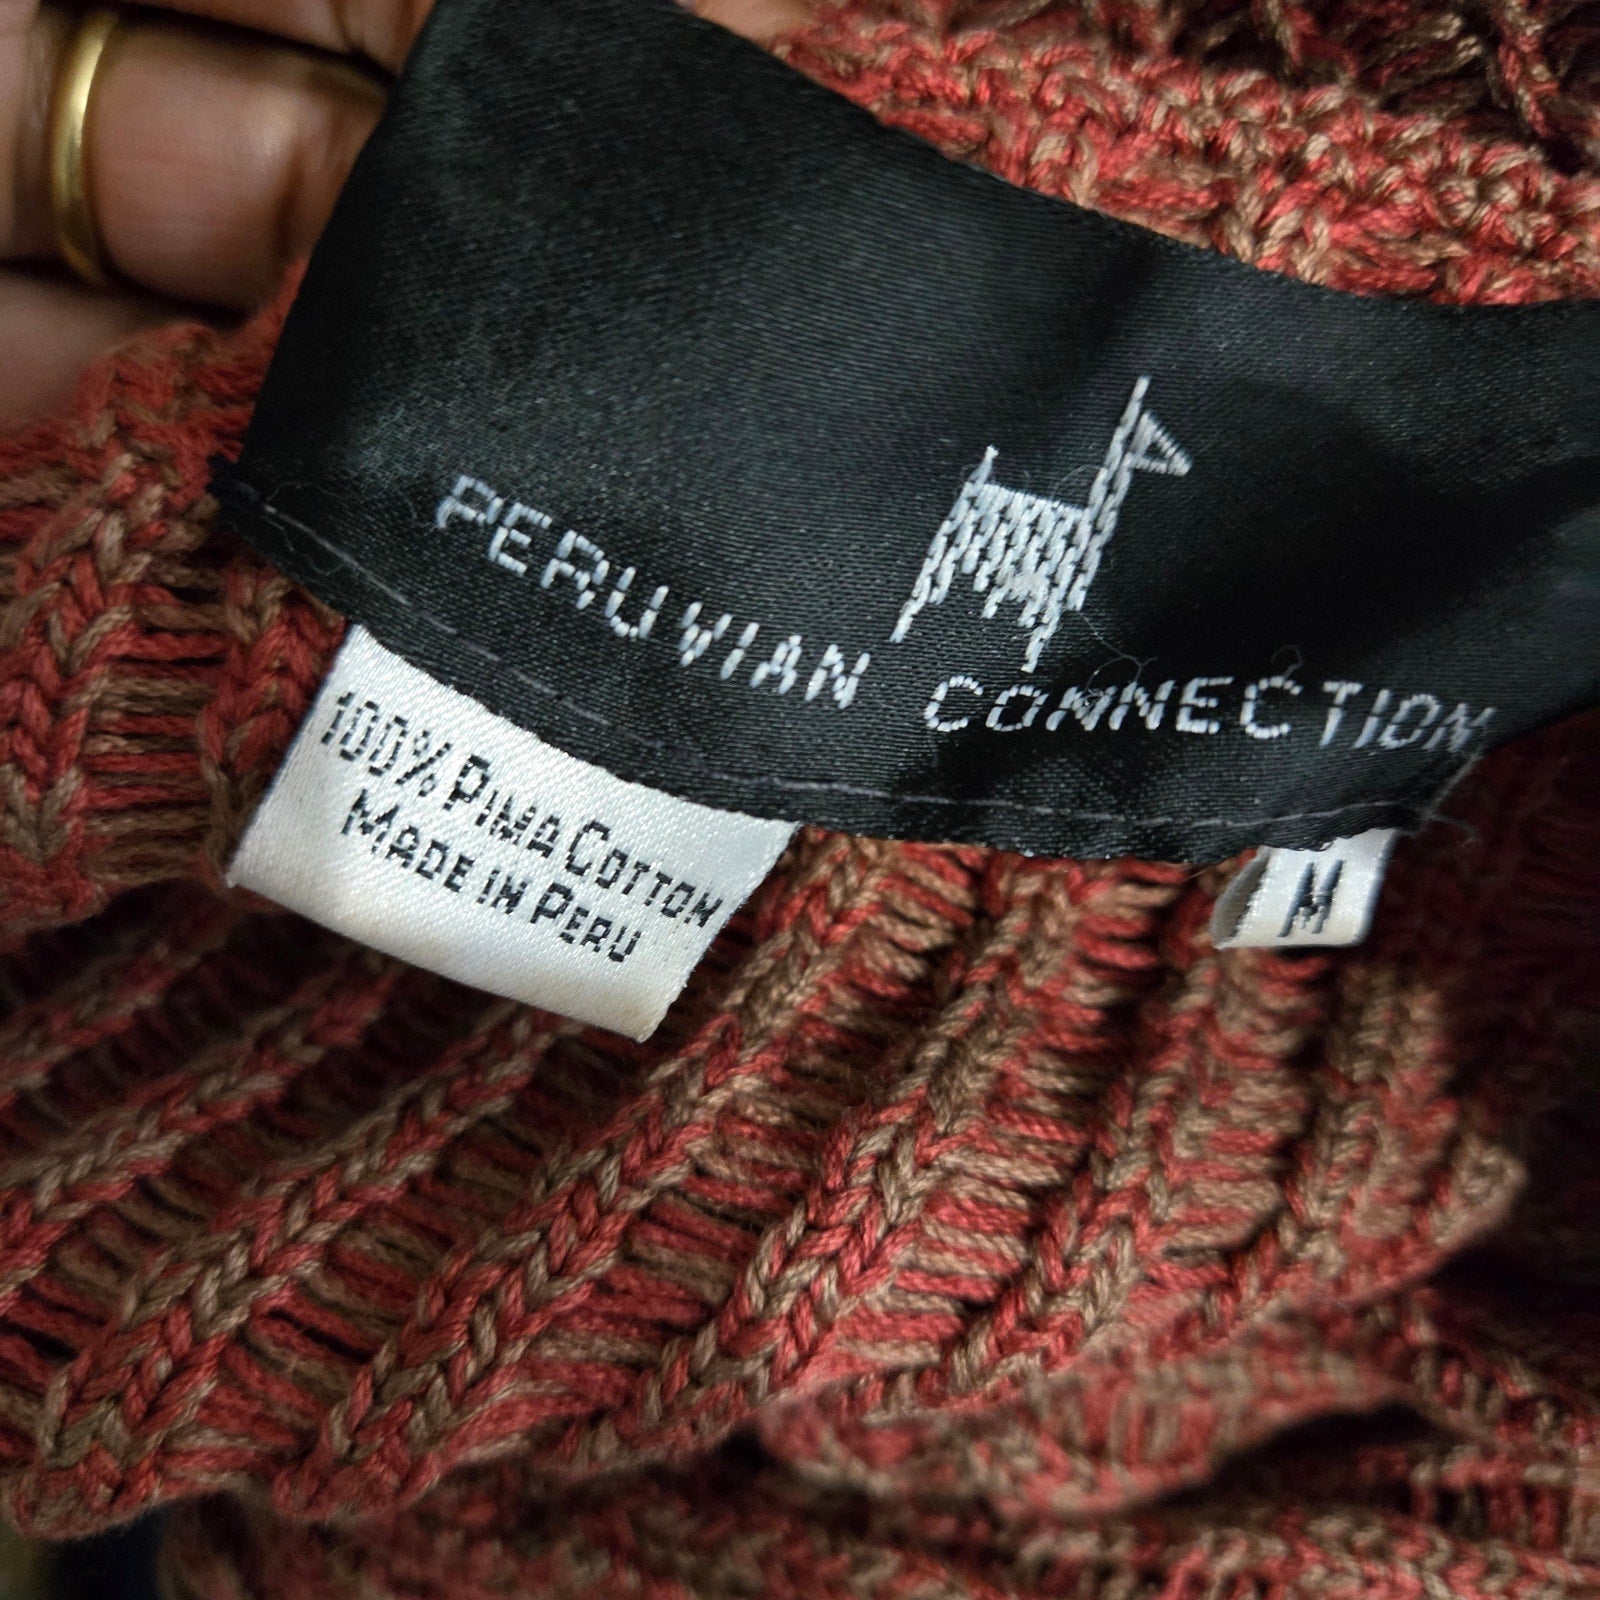 PERUVIAN CONNECTION
100% PIMA COTTON
MADE IN PERU
M